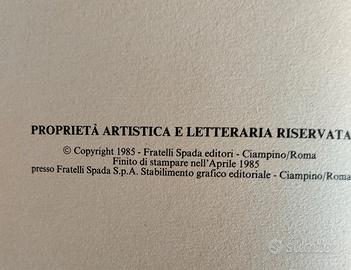 PROPRIETÀ ARTISTICA E LETTERARIA RISERVATA
© Copyright 1985 - Fratelli Spada editori - Ciampino/Roma
Finito di stampare nell'Aprile 1985
presso Fratelli Spada S.p.A. Stabilimento grafico editoriale - Ciampino/Roma
subito